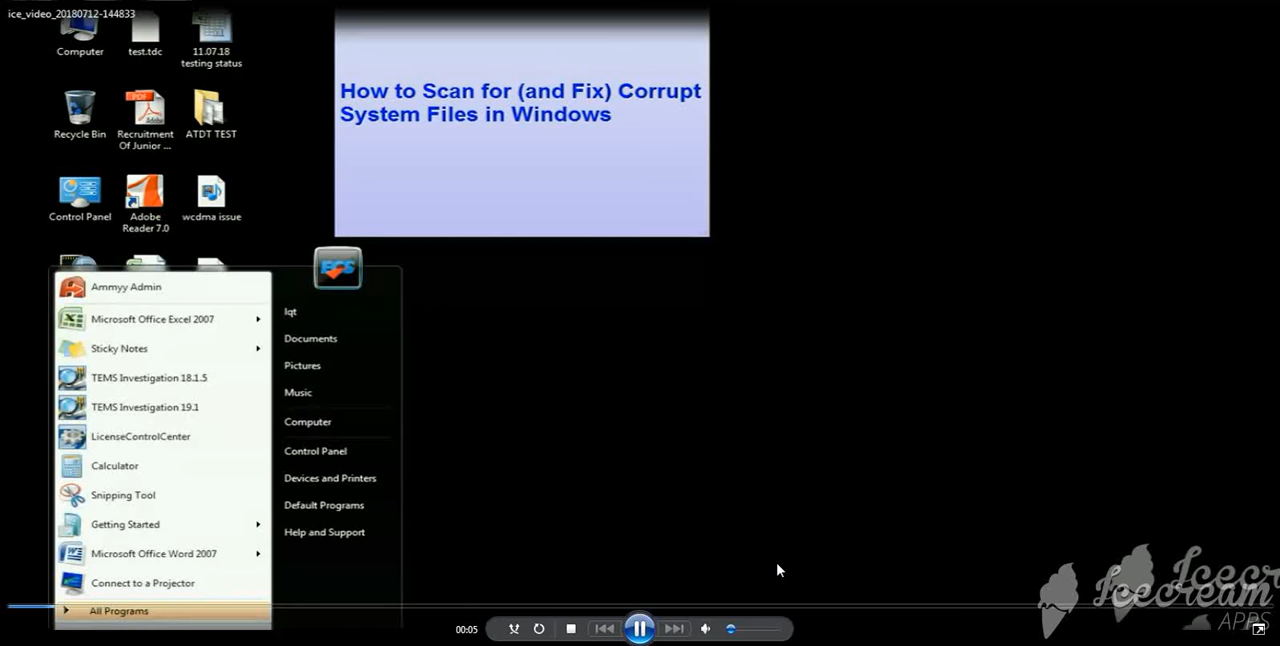 ice_video_20180712-144833
Computer
test.tdc
11.07.18
testing status
How to Scan for (and Fix) Corrupt
System Files in Windows
Recycle Bin
PDF
Adobe
Recruitment
Of Junior ...
ATDT TEST
Control Panel
Adobe
Reader 7.0
wcdma issue
ECS
Ammyy Admin
Microsoft Office Excel 2007
Sticky Notes
TEMS Investigation 18.1.5
TEMS Investigation 19.1
LicenseControlCenter
Calculator
Snipping Tool
Getting Started
Microsoft Office Word 2007
Connect to a Projector
All Programs
lqt
Documents
Pictures
Music
Computer
Control Panel
Devices and Printers
Default Programs
Help and Support
00:05
Icecream
APPS